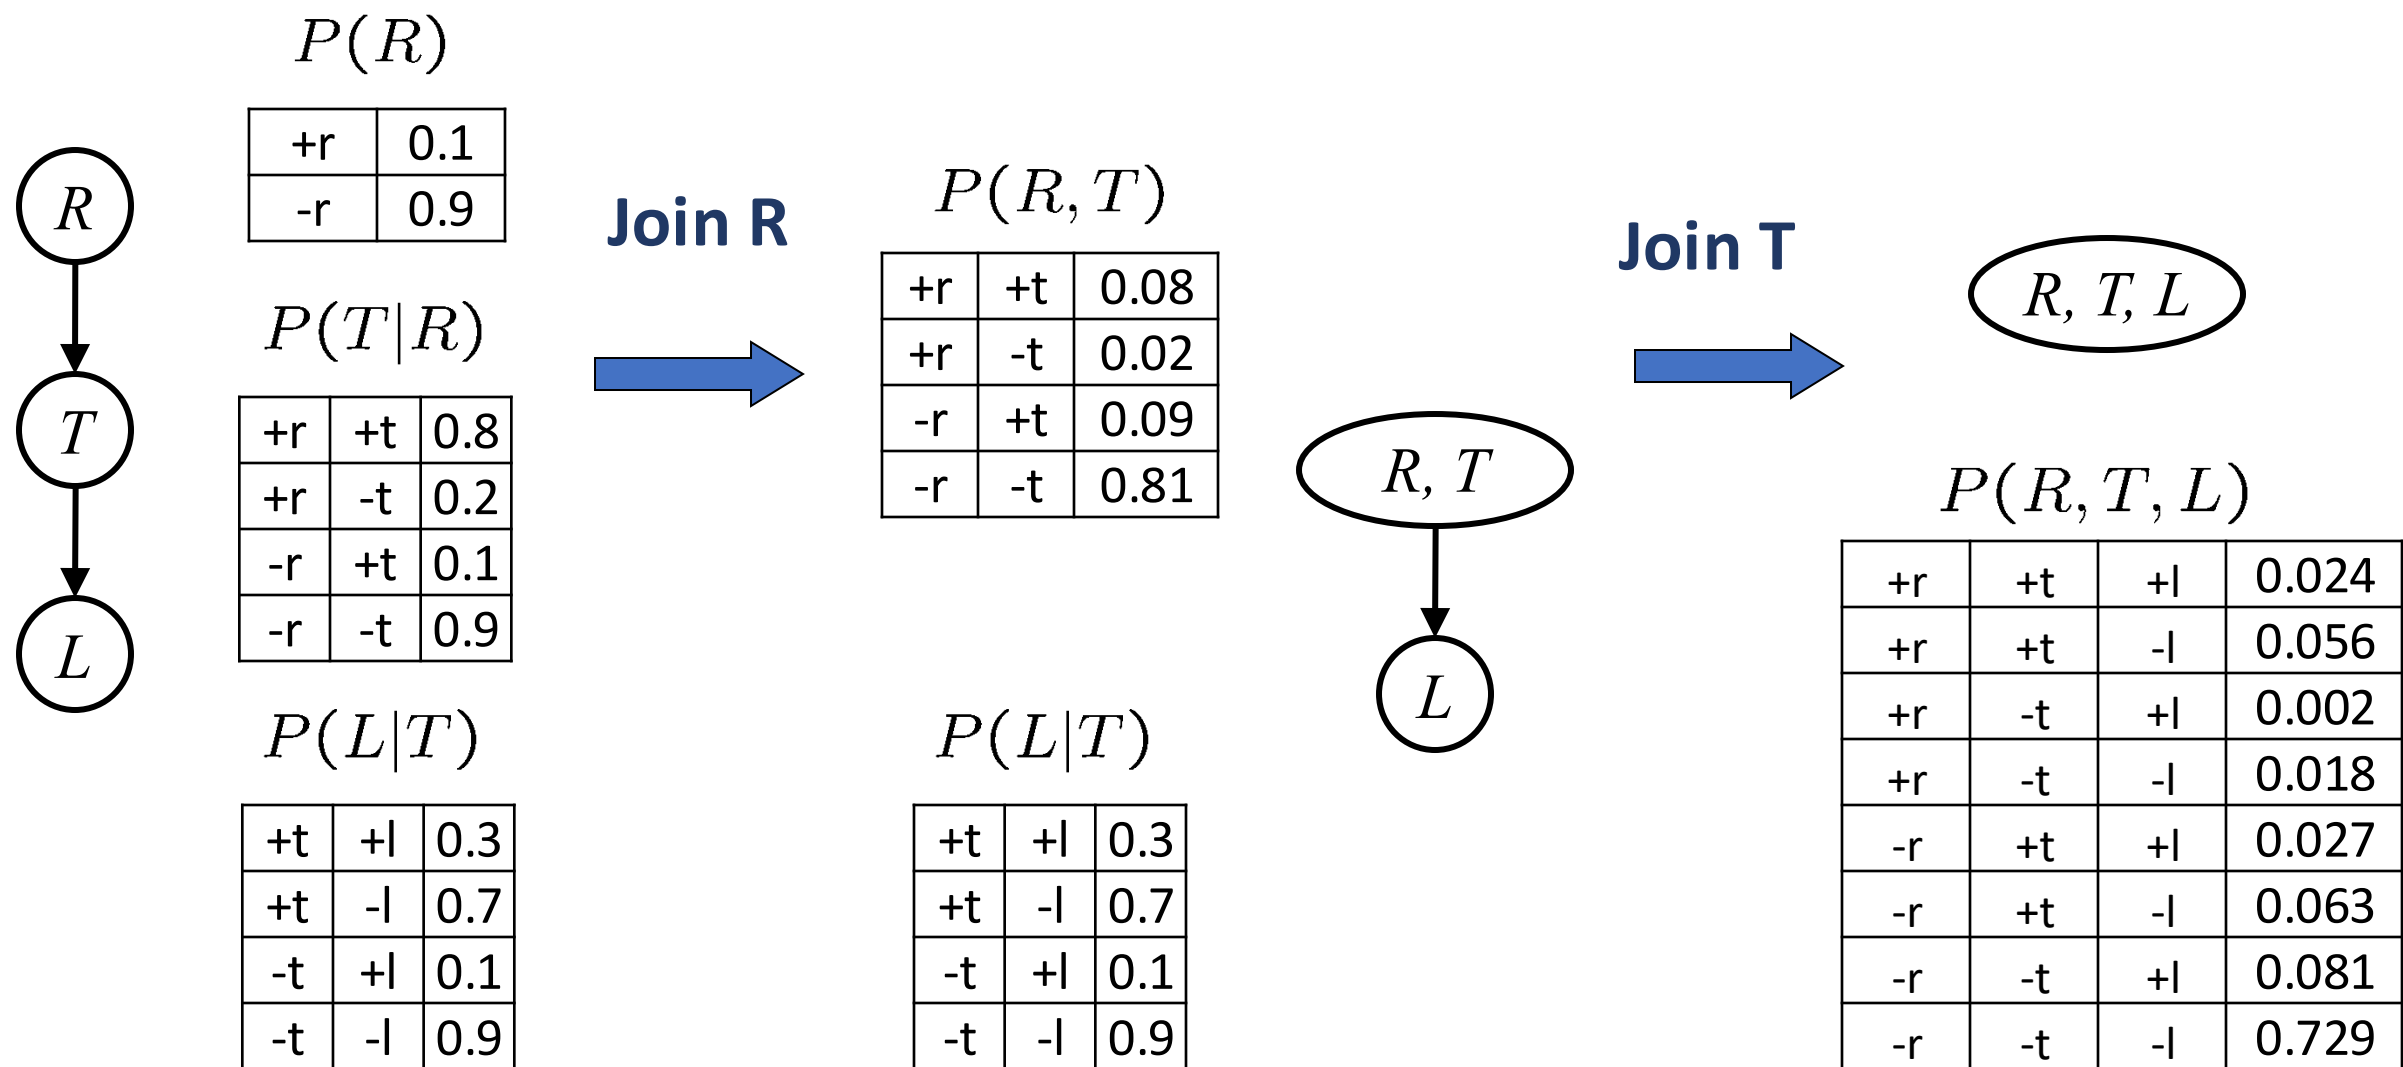 R
T
L
P(R)
+r 0.1
-r 0.9
P(T|R)
+r +t 0.8
+r -t 0.2
-r +t 0.1
-r -t 0.9
P(L|T)
+t +l 0.3
+t -l 0.7
-t +l 0.1
-t -l 0.9
Join R
P(R, T)
+r +t 0.08
+r -t 0.02
-r +t 0.09
-r -t 0.81
R, T
L
P(L|T)
+t +l 0.3
+t -l 0.7
-t +l 0.1
-t -l 0.9
Join T
R, T, L
P(R, T, L)
+r +t +l 0.024
+r +t -l 0.056
+r -t +l 0.002
+r -t -l 0.018
-r +t +l 0.027
-r +t -l 0.063
-r -t +l 0.081
-r -t -l 0.729